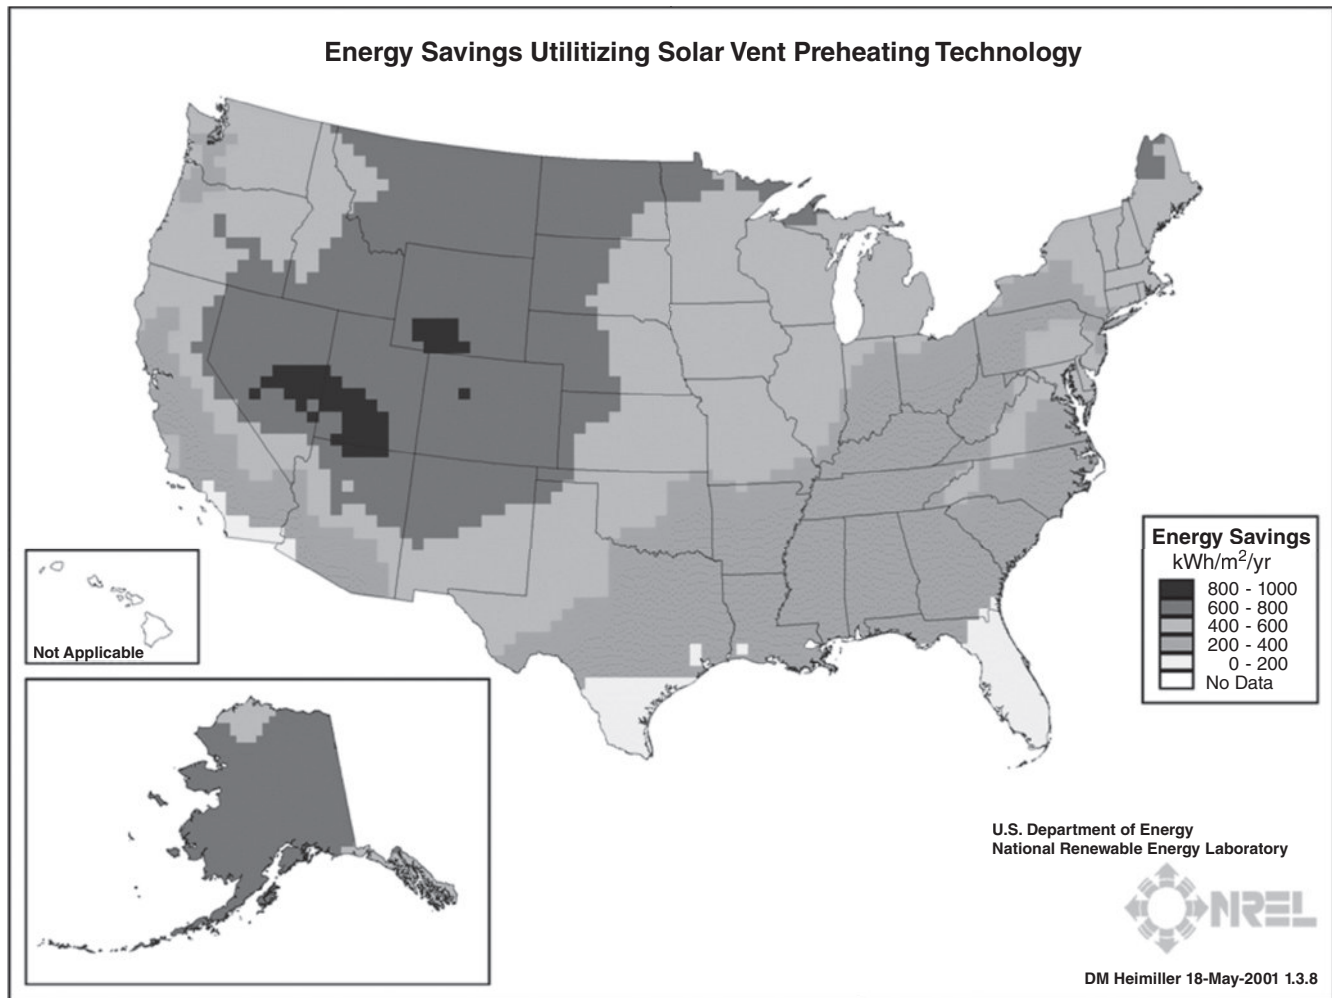 Energy Savings Utilitizing Solar Vent Preheating Technology
Energy Savings
kWh/m²/yr
800 - 1000
600 - 800
400 - 600
200 - 400
0 - 200
No Data
Not Applicable
U.S. Department of Energy
National Renewable Energy Laboratory
NREL
DM Heimiller 18-May-2001 1.3.8